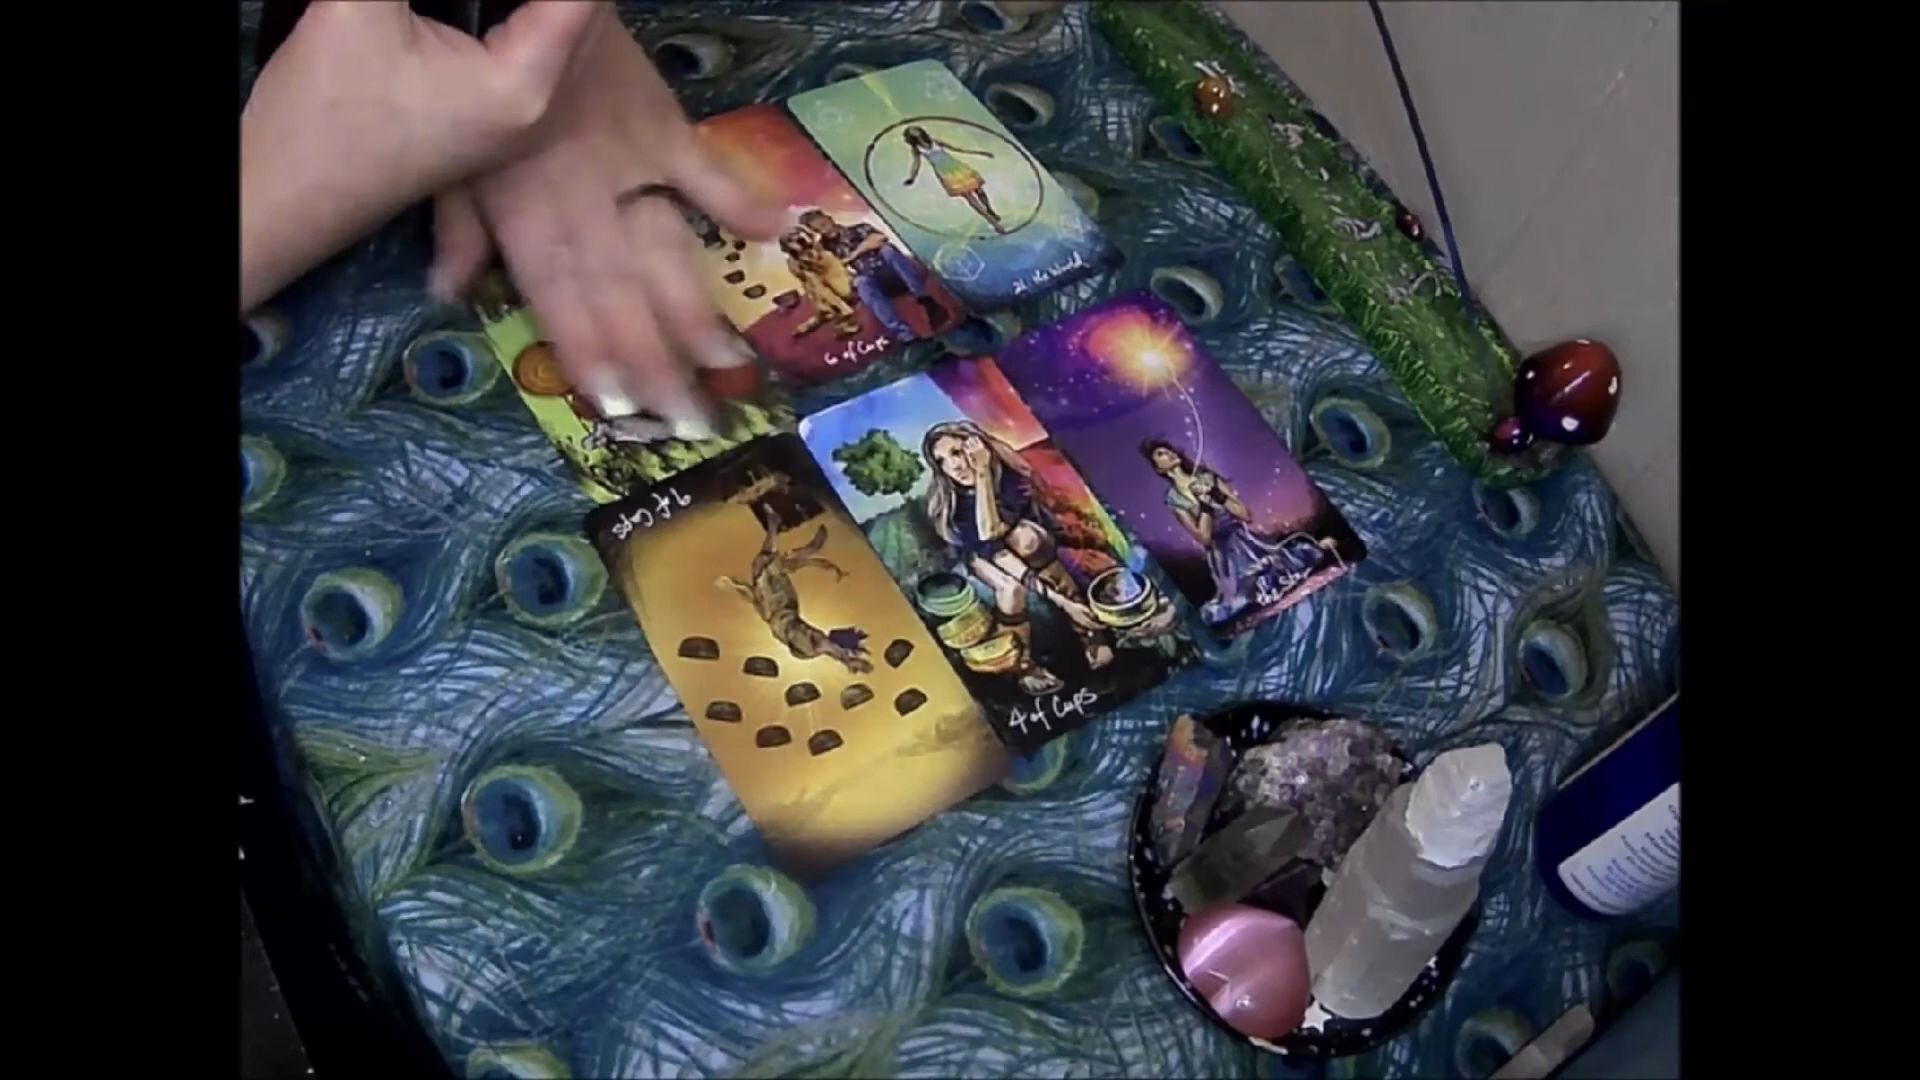 21 the World
6 of Cups
the Star
9 of Cups
4 of Cups